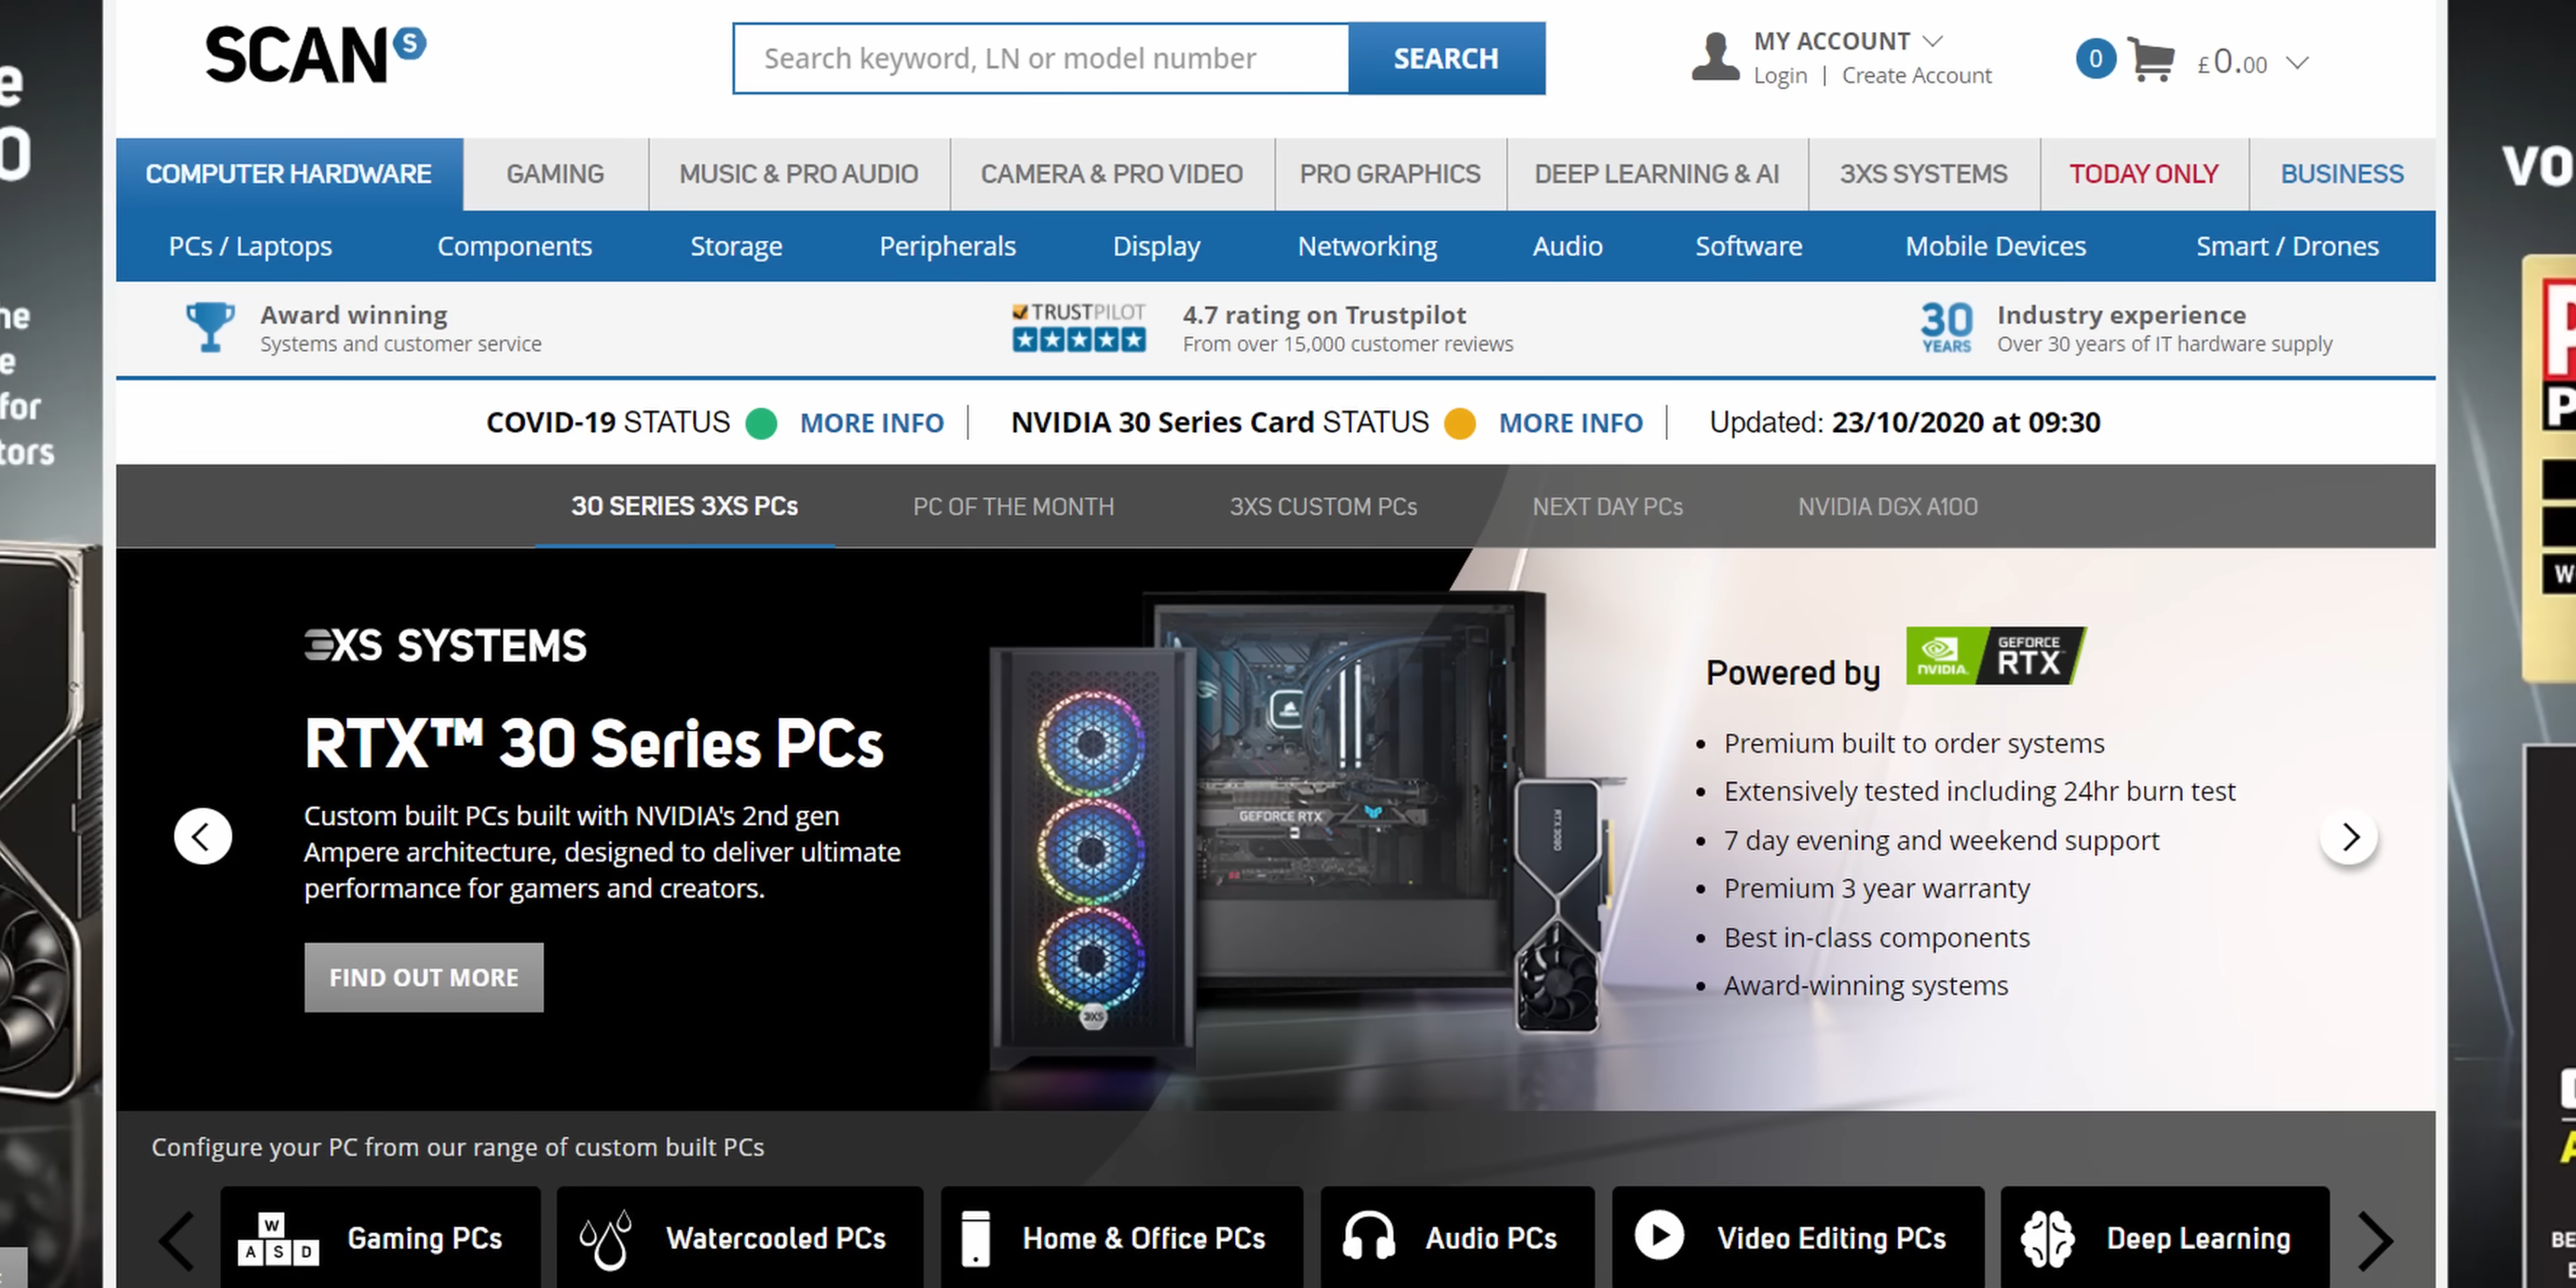 SCAN S
Search keyword, LN or model number
SEARCH
MY ACCOUNT
Login | Create Account
0
£0.00
COMPUTER HARDWARE
GAMING
MUSIC & PRO AUDIO
CAMERA & PRO VIDEO
PRO GRAPHICS
DEEP LEARNING & AI
3XS SYSTEMS
TODAY ONLY
BUSINESS
PCs / Laptops
Components
Storage
Peripherals
Display
Networking
Audio
Software
Mobile Devices
Smart / Drones
Award winning
Systems and customer service
TRUSTPILOT
4.7 rating on Trustpilot
From over 15,000 customer reviews
30
YEARS
Industry experience
Over 30 years of IT hardware supply
COVID-19 STATUS MORE INFO | NVIDIA 30 Series Card STATUS MORE INFO | Updated: 23/10/2020 at 09:30
30 SERIES 3XS PCs
PC OF THE MONTH
3XS CUSTOM PCs
NEXT DAY PCs
NVIDIA DGX A100
3XS SYSTEMS
RTX™ 30 Series PCs
Custom built PCs built with NVIDIA's 2nd gen
Ampere architecture, designed to deliver ultimate
performance for gamers and creators.
FIND OUT MORE
GEFORCE RTX
RTX 3080
3XS
Powered by
NVIDIA.
GEFORCE
RTX
• Premium built to order systems
• Extensively tested including 24hr burn test
• 7 day evening and weekend support
• Premium 3 year warranty
• Best in-class components
• Award-winning systems
Configure your PC from our range of custom built PCs
W
A S D
Gaming PCs
Watercooled PCs
Home & Office PCs
Audio PCs
Video Editing PCs
Deep Learning
for